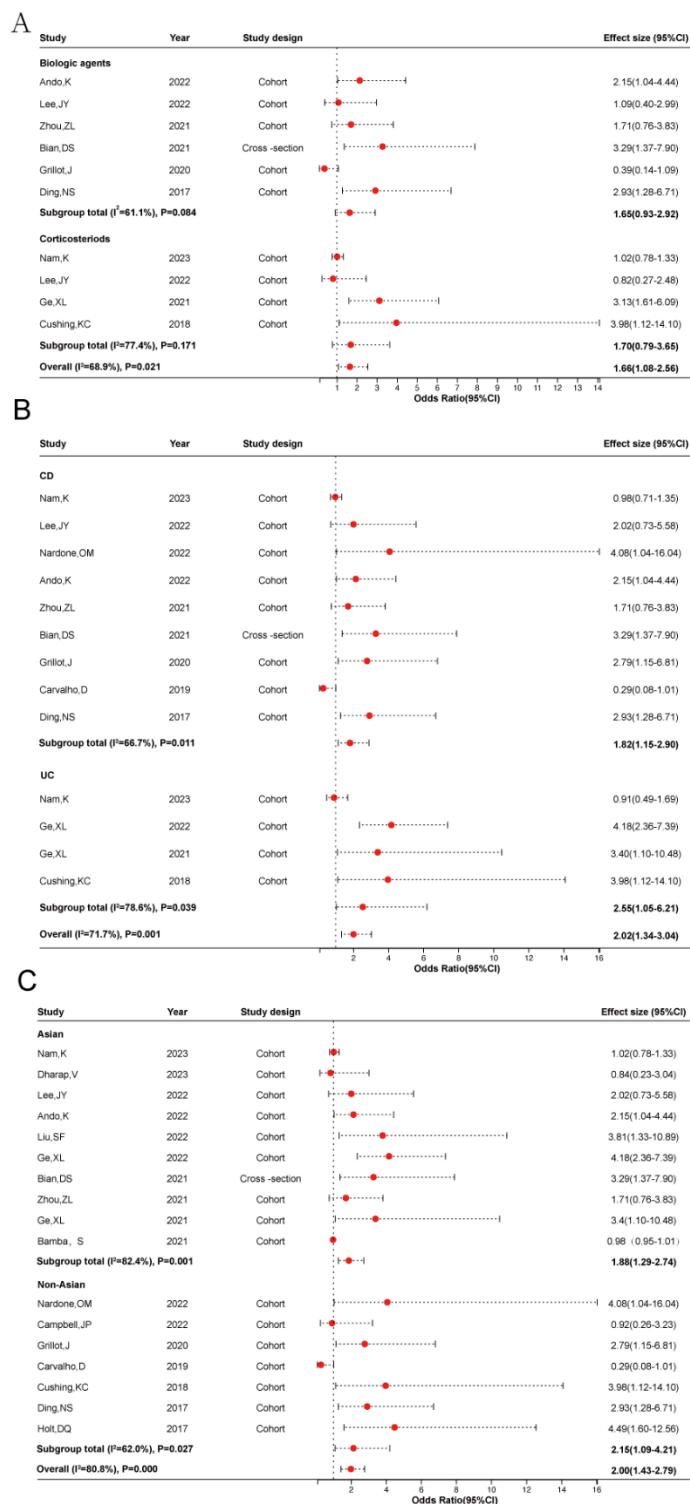 A
Study Year Study design Effect size (95%CI)
Biologic agents
Ando,K 2022 Cohort 2.15(1.04-4.44)
Lee,JY 2022 Cohort 1.09(0.40-2.99)
Zhou,ZL 2021 Cohort 1.71(0.76-3.83)
Bian,DS 2021 Cross -section 3.29(1.37-7.90)
Grillot,J 2020 Cohort 0.39(0.14-1.09)
Ding,NS 2017 Cohort 2.93(1.28-6.71)
Subgroup total (I²=61.1%), P=0.084 1.65(0.93-2.92)
Corticosteriods
Nam,K 2023 Cohort 1.02(0.78-1.33)
Lee,JY 2022 Cohort 0.82(0.27-2.48)
Ge,XL 2021 Cohort 3.13(1.61-6.09)
Cushing,KC 2018 Cohort 3.98(1.12-14.10)
Subgroup total (I²=77.4%), P=0.171 1.70(0.79-3.65)
Overall (I²=68.9%), P=0.021 1.66(1.08-2.56)
1 2 3 4 5 6 7 8 9 10 11 12 13 14
Odds Ratio(95%CI)
B
Study Year Study design Effect size (95%CI)
CD
Nam,K 2023 Cohort 0.98(0.71-1.35)
Lee,JY 2022 Cohort 2.02(0.73-5.58)
Nardone,OM 2022 Cohort 4.08(1.04-16.04)
Ando,K 2022 Cohort 2.15(1.04-4.44)
Zhou,ZL 2021 Cohort 1.71(0.76-3.83)
Bian,DS 2021 Cross -section 3.29(1.37-7.90)
Grillot,J 2020 Cohort 2.79(1.15-6.81)
Carvalho,D 2019 Cohort 0.29(0.08-1.01)
Ding,NS 2017 Cohort 2.93(1.28-6.71)
Subgroup total (I²=66.7%), P=0.011 1.82(1.15-2.90)
UC
Nam,K 2023 Cohort 0.91(0.49-1.69)
Ge,XL 2022 Cohort 4.18(2.36-7.39)
Ge,XL 2021 Cohort 3.40(1.10-10.48)
Cushing,KC 2018 Cohort 3.98(1.12-14.10)
Subgroup total (I²=78.6%), P=0.039 2.55(1.05-6.21)
Overall (I²=71.7%), P=0.001 2.02(1.34-3.04)
2 4 6 8 10 12 14 16
Odds Ratio(95%CI)
C
Study Year Study design Effect size (95%CI)
Asian
Nam,K 2023 Cohort 1.02(0.78-1.33)
Dharap,V 2023 Cohort 0.84(0.23-3.04)
Lee,JY 2022 Cohort 2.02(0.73-5.58)
Ando,K 2022 Cohort 2.15(1.04-4.44)
Liu,SF 2022 Cohort 3.81(1.33-10.89)
Ge,XL 2022 Cohort 4.18(2.36-7.39)
Bian,DS 2021 Cross -section 3.29(1.37-7.90)
Zhou,ZL 2021 Cohort 1.71(0.76-3.83)
Ge,XL 2021 Cohort 3.4(1.10-10.48)
Bamba，S 2021 Cohort 0.98（0.95-1.01)
Subgroup total (I²=82.4%), P=0.001 1.88(1.29-2.74)
Non-Asian
Nardone,OM 2022 Cohort 4.08(1.04-16.04)
Campbell,JP 2022 Cohort 0.92(0.26-3.23)
Grillot,J 2020 Cohort 2.79(1.15-6.81)
Carvalho,D 2019 Cohort 0.29(0.08-1.01)
Cushing,KC 2018 Cohort 3.98(1.12-14.10)
Ding,NS 2017 Cohort 2.93(1.28-6.71)
Holt,DQ 2017 Cohort 4.49(1.60-12.56)
Subgroup total (I²=62.0%), P=0.027 2.15(1.09-4.21)
Overall (I²=80.8%), P=0.000 2.00(1.43-2.79)
2 4 6 8 10 12 14 16
Odds Ratio(95%CI)